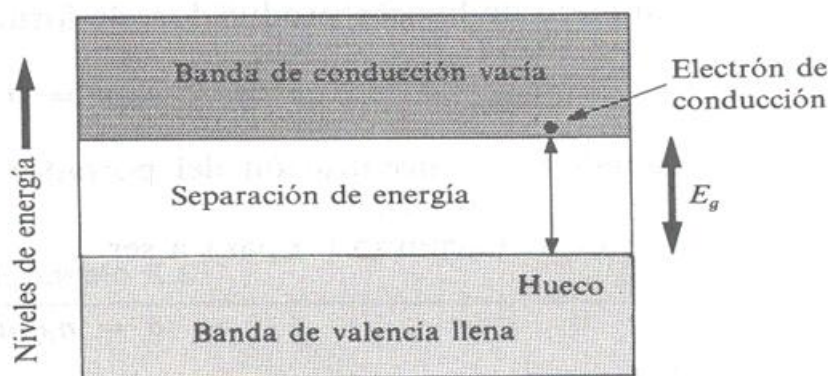 Banda de conducción vacía
Electrón de
conducción
Niveles de energía
Separación de energía
E_g
Hueco
Banda de valencia llena